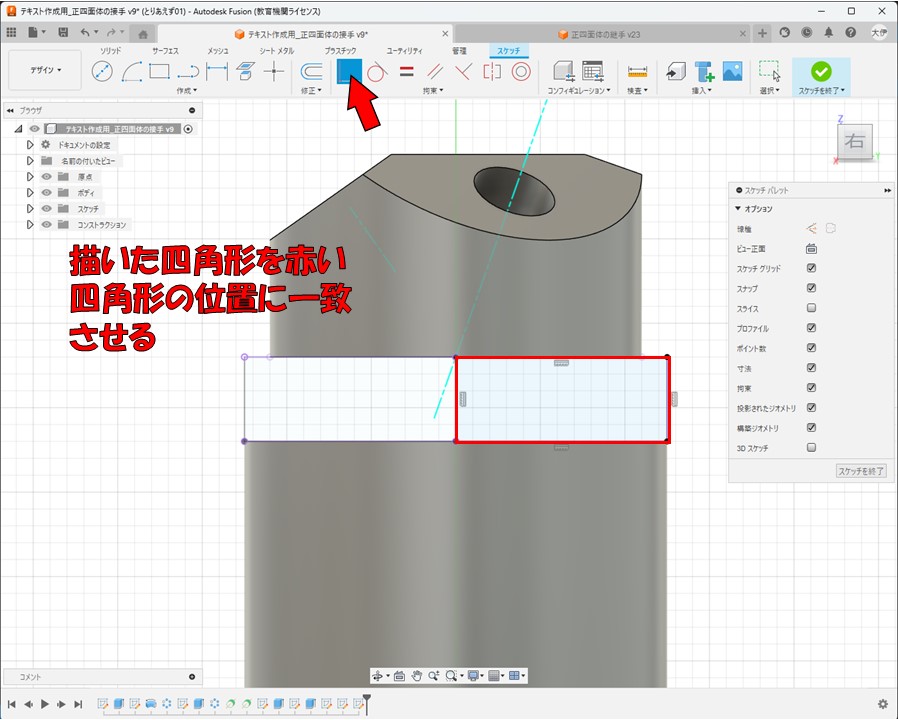 テキスト作成用_正四面体の接手 v9* (とりあえず01) - Autodesk Fusion (教育機関ライセンス)
テキスト作成用_正四面体の接手 v9*
正四面体の継手 v23
大伊
デザイン
ソリッド
サーフェス
メッシュ
シート メタル
プラスチック
ユーティリティ
管理
スケッチ
作成
修正
拘束
コンフィギュレーション
検査
挿入
選択
スケッチを終了
ブラウザ
テキスト作成用_正四面体の接手 v9
ドキュメントの設定
名前の付いたビュー
原点
ボディ
スケッチ
コンストラクション
Z
右
Y
X
描いた四角形を赤い
四角形の位置に一致
させる
スケッチ パレット
オプション
線種
ビュー正面
スケッチ グリッド
スナップ
スライス
プロファイル
ポイント数
寸法
拘束
投影されたジオメトリ
構築ジオメトリ
3D スケッチ
スケッチを終了
コメント